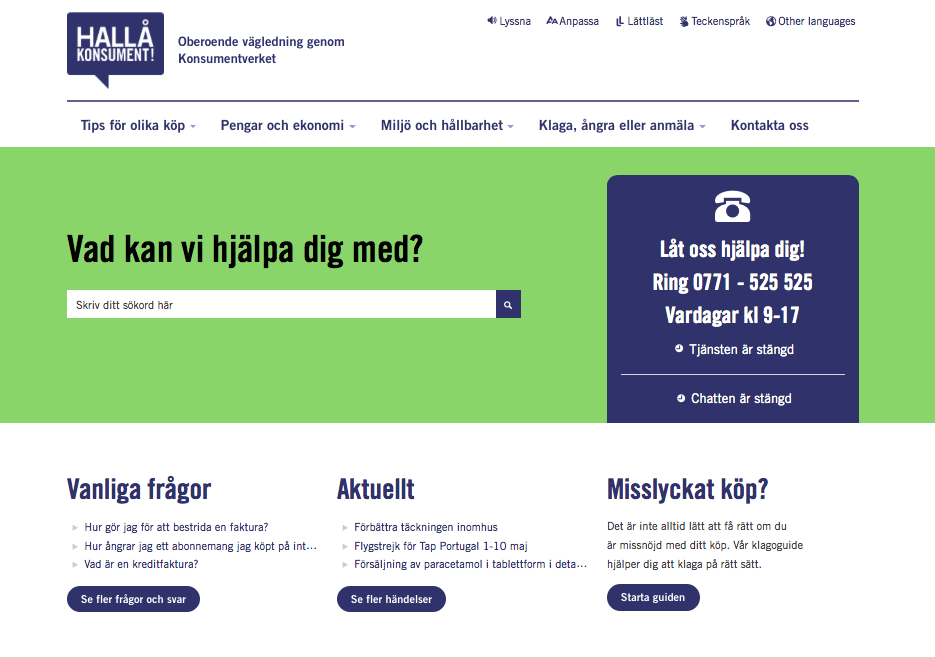 HALLÅ
KONSUMENT!
Oberoende vägledning genom
Konsumentverket
Lyssna
Anpassa
LL Lättläst
Teckenspråk
Other languages
Tips för olika köp
Pengar och ekonomi
Miljö och hållbarhet
Klaga, ångra eller anmäla
Kontakta oss
Vad kan vi hjälpa dig med?
Skriv ditt sökord här
Låt oss hjälpa dig!
Ring 0771 - 525 525
Vardagar kl 9-17
Tjänsten är stängd
Chatten är stängd
Vanliga frågor
Hur gör jag för att bestrida en faktura?
Hur ångrar jag ett abonnemang jag köpt på int...
Vad är en kreditfaktura?
Se fler frågor och svar
Aktuellt
Förbättra täckningen inomhus
Flygstrejk för Tap Portugal 1-10 maj
Försäljning av paracetamol i tablettform i deta...
Se fler händelser
Misslyckat köp?
Det är inte alltid lätt att få rätt om du
är missnöjd med ditt köp. Vår klagoguide
hjälper dig att klaga på rätt sätt.
Starta guiden